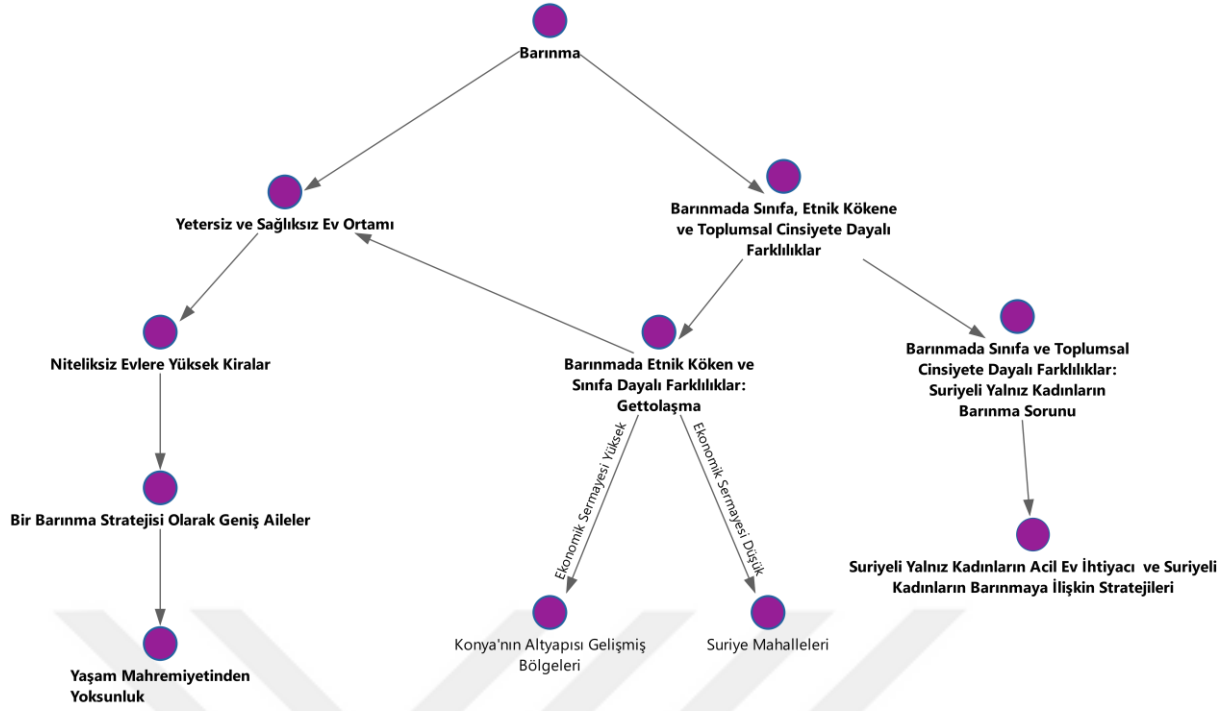 Barınma
Yetersiz ve Sağlıksız Ev Ortamı
Barınmada Sınıfa, Etnik Kökene
ve Toplumsal Cinsiyete Dayalı
Farklılıklar
Niteliksiz Evlere Yüksek Kiralar
Barınmada Etnik Köken ve
Sınıfa Dayalı Farklılıklar:
Gettolaşma
Barınmada Sınıfa ve Toplumsal
Cinsiyete Dayalı Farklılıklar:
Suriyeli Yalnız Kadınların
Barınma Sorunu
Ekonomik Sermayesi Yüksek
Ekonomik Sermayesi Düşük
Bir Barınma Stratejisi Olarak Geniş Aileler
Suriyeli Yalnız Kadınların Acil Ev İhtiyacı ve Suriyeli
Kadınların Barınmaya İlişkin Stratejileri
Konya'nın Altyapısı Gelişmiş
Bölgeleri
Suriye Mahalleleri
Yaşam Mahremiyetinden
Yoksunluk